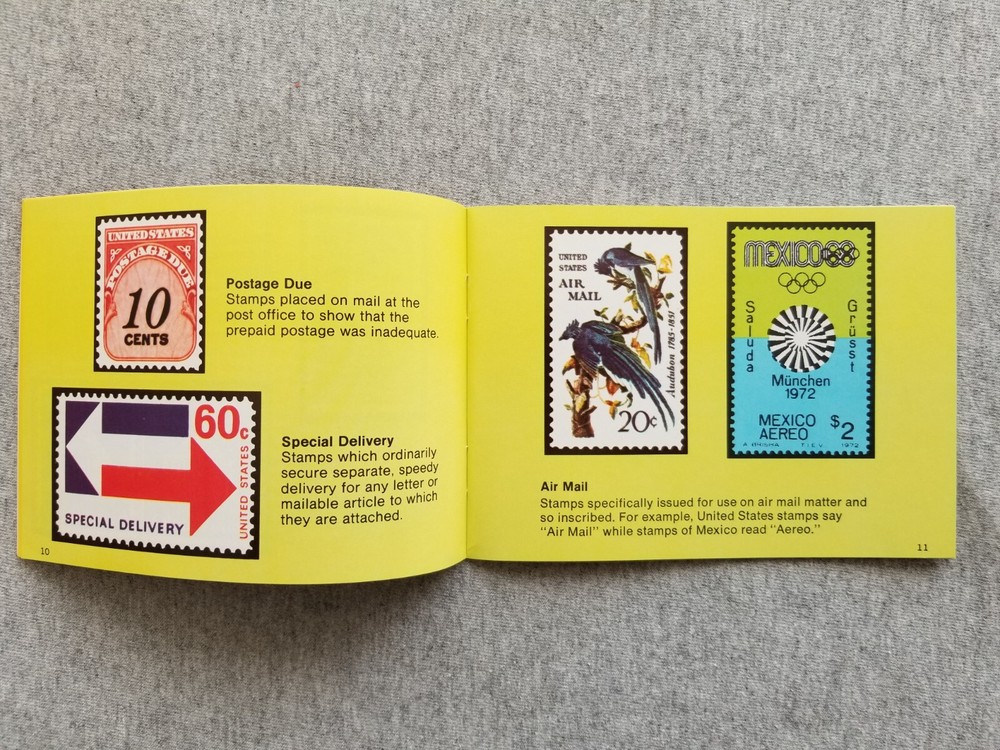 UNITED STATES
POSTAGE DUE
10
CENTS
Postage Due
Stamps placed on mail at the
post office to show that the
prepaid postage was inadequate.
60c
UNITED STATES
SPECIAL DELIVERY
Special Delivery
Stamps which ordinarily
secure separate, speedy
delivery for any letter or
mailable article to which
they are attached.
10
UNITED
STATES
AIR
MAIL
Audubon 1785-1851
20c
MEXICO68
Saluda
Grüsst
München
1972
MEXICO
AEREO
$2
T.I.E.V.
1972
Air Mail
Stamps specifically issued for use on air mail matter and
so inscribed. For example, United States stamps say
"Air Mail" while stamps of Mexico read "Aereo."
11